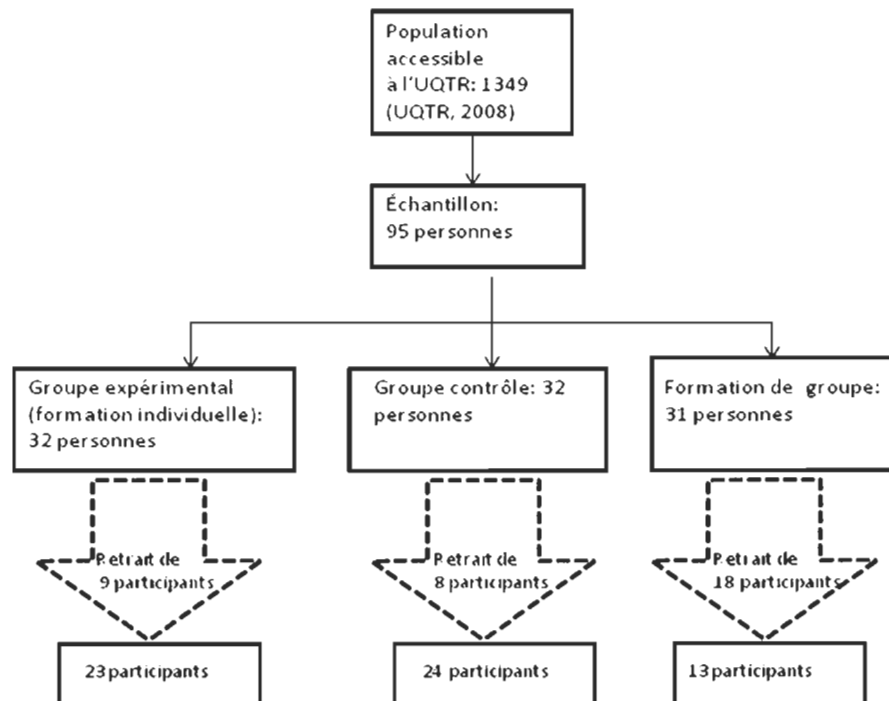 Population
accessible
à l'UQTR: 1349
(UQTR, 2008)
Échantillon:
95 personnes
Groupe expérimental
(formation individuelle):
32 personnes
Groupe contrôle: 32
personnes
Formation de groupe:
31 personnes
Retrait de
9 participants
Retrait de
8 participants
Retrait de
18 participants
23 participants
24 participants
13 participants